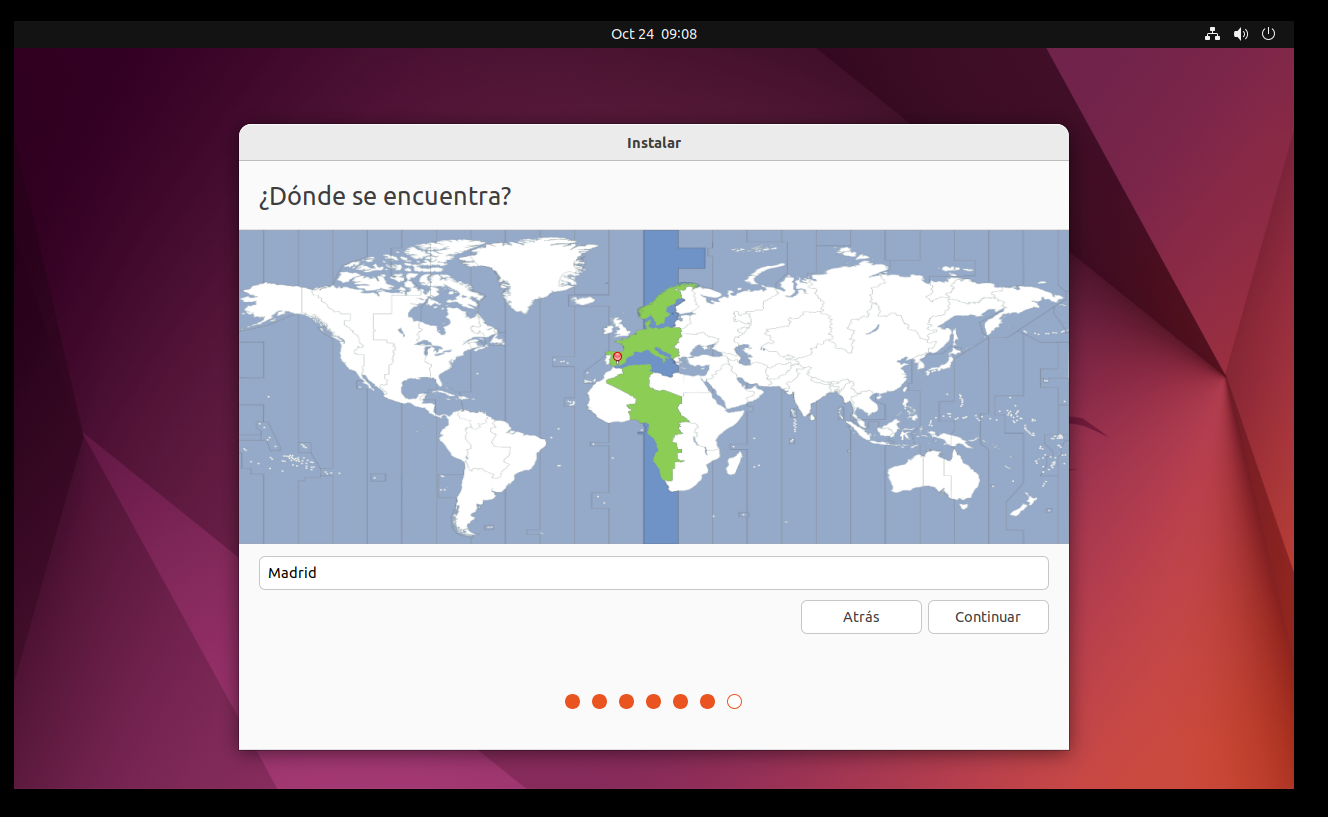 Oct 24 09:08
Instalar
¿Dónde se encuentra?
Madrid
Atrás
Continuar